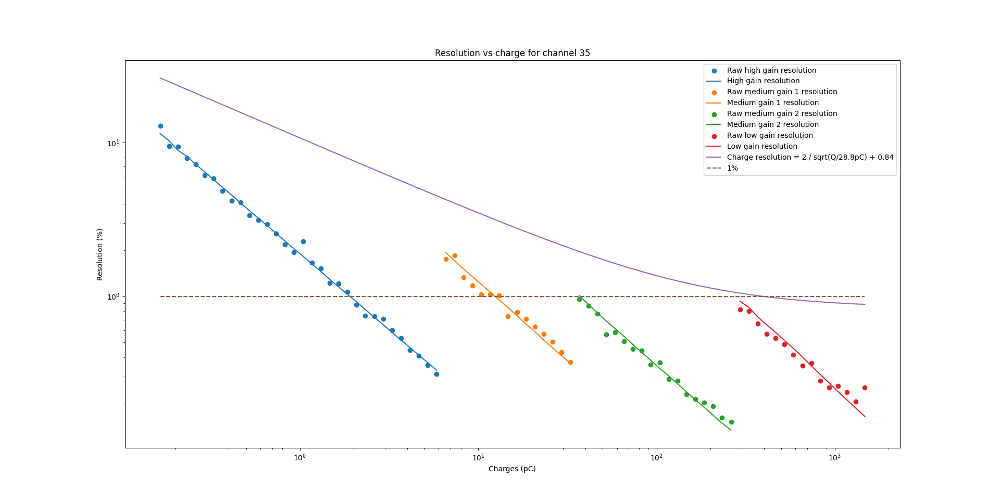 Resolution vs charge for channel 35
Raw high gain resolution
High gain resolution
Raw medium gain 1 resolution
Medium gain 1 resolution
Raw medium gain 2 resolution
Medium gain 2 resolution
Raw low gain resolution
Low gain resolution
Charge resolution = 2 / sqrt(Q/28.8pC) + 0.84
1%
Resolution (%)
10¹
10⁰
10⁰ 10¹ 10² 10³
Charges (pC)